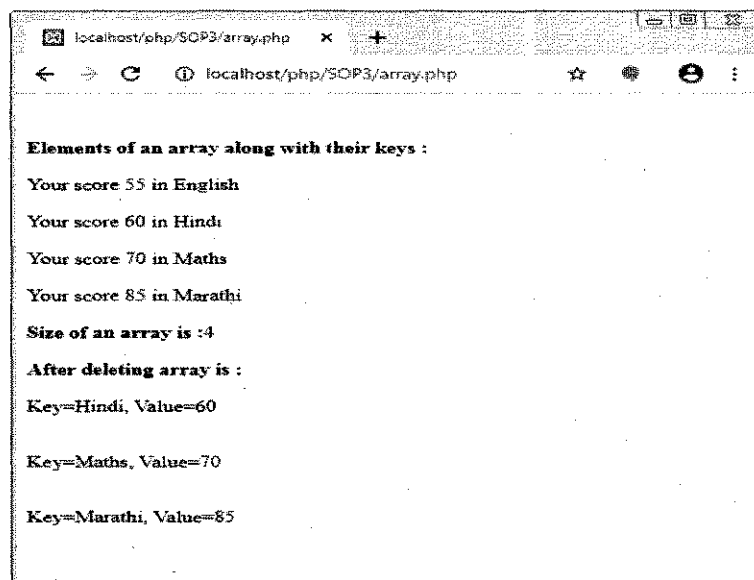 localhost/php/SOP3/array.php
localhost/php/SOP3/array.php
Elements of an array along with their keys :
Your score 55 in English
Your score 60 in Hindi
Your score 70 in Maths
Your score 85 in Marathi
Size of an array is :4
After deleting array is :
Key=Hindi, Value=60
Key=Maths, Value=70
Key=Marathi, Value=85